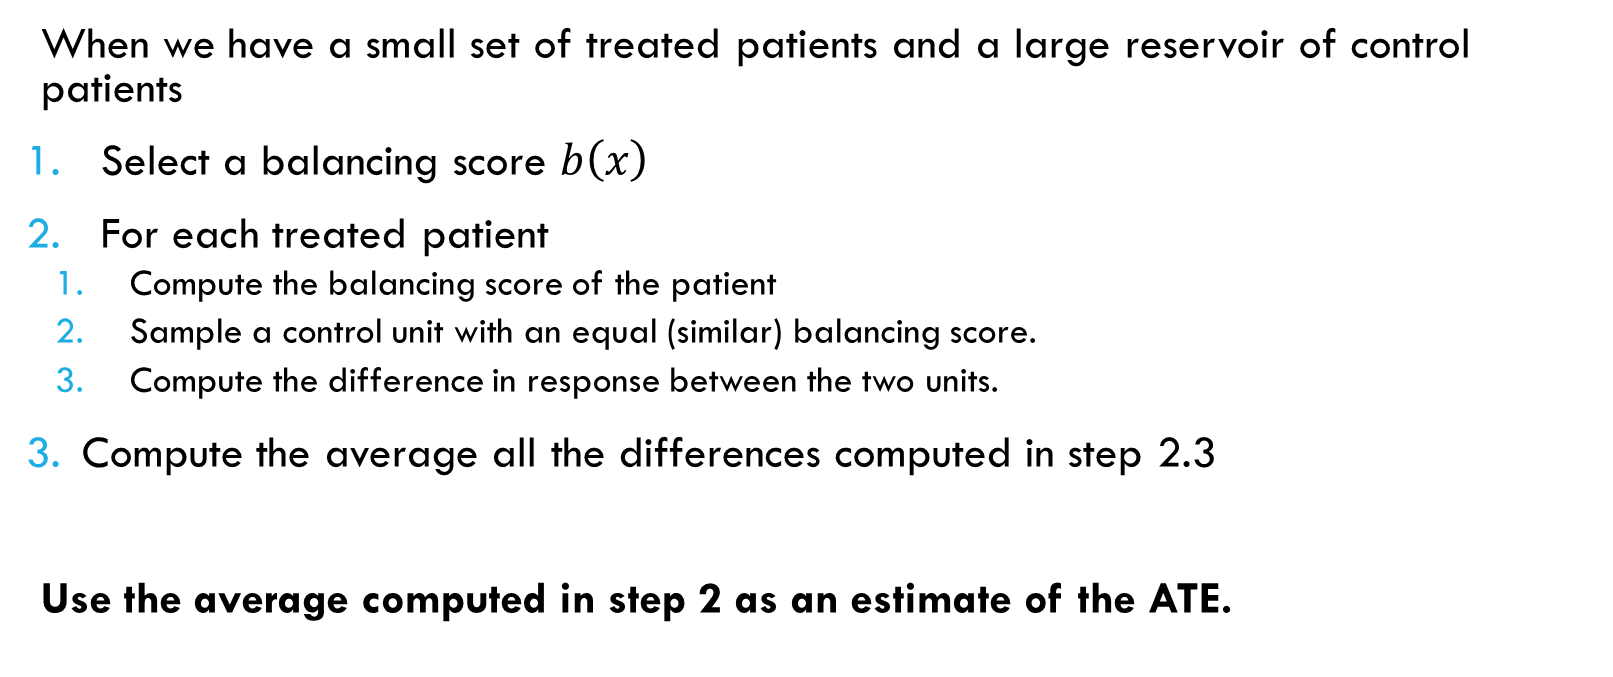 When we have a small set of treated patients and a large reservoir of control
patients
1. Select a balancing score b(x)
2. For each treated patient
1. Compute the balancing score of the patient
2. Sample a control unit with an equal (similar) balancing score.
3. Compute the difference in response between the two units.
3. Compute the average all the differences computed in step 2.3
Use the average computed in step 2 as an estimate of the ATE.